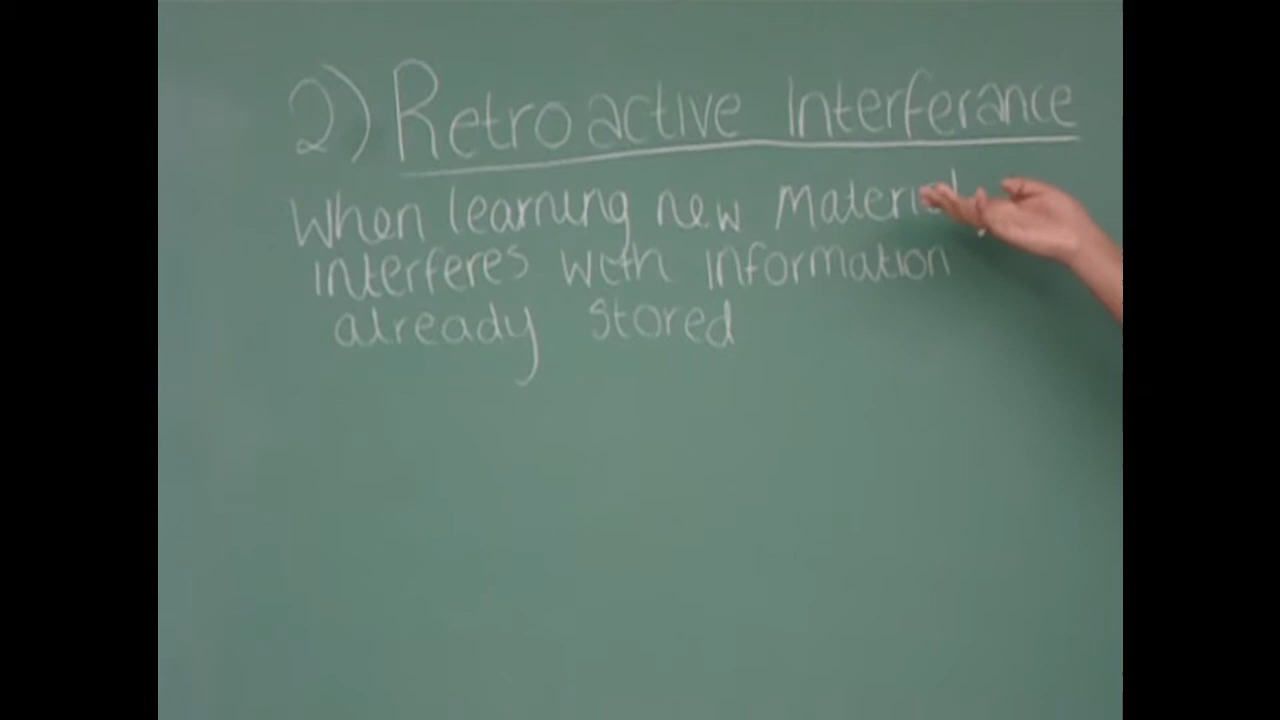 2) Retroactive Interferance
When learning new Material
interferes with information
already stored